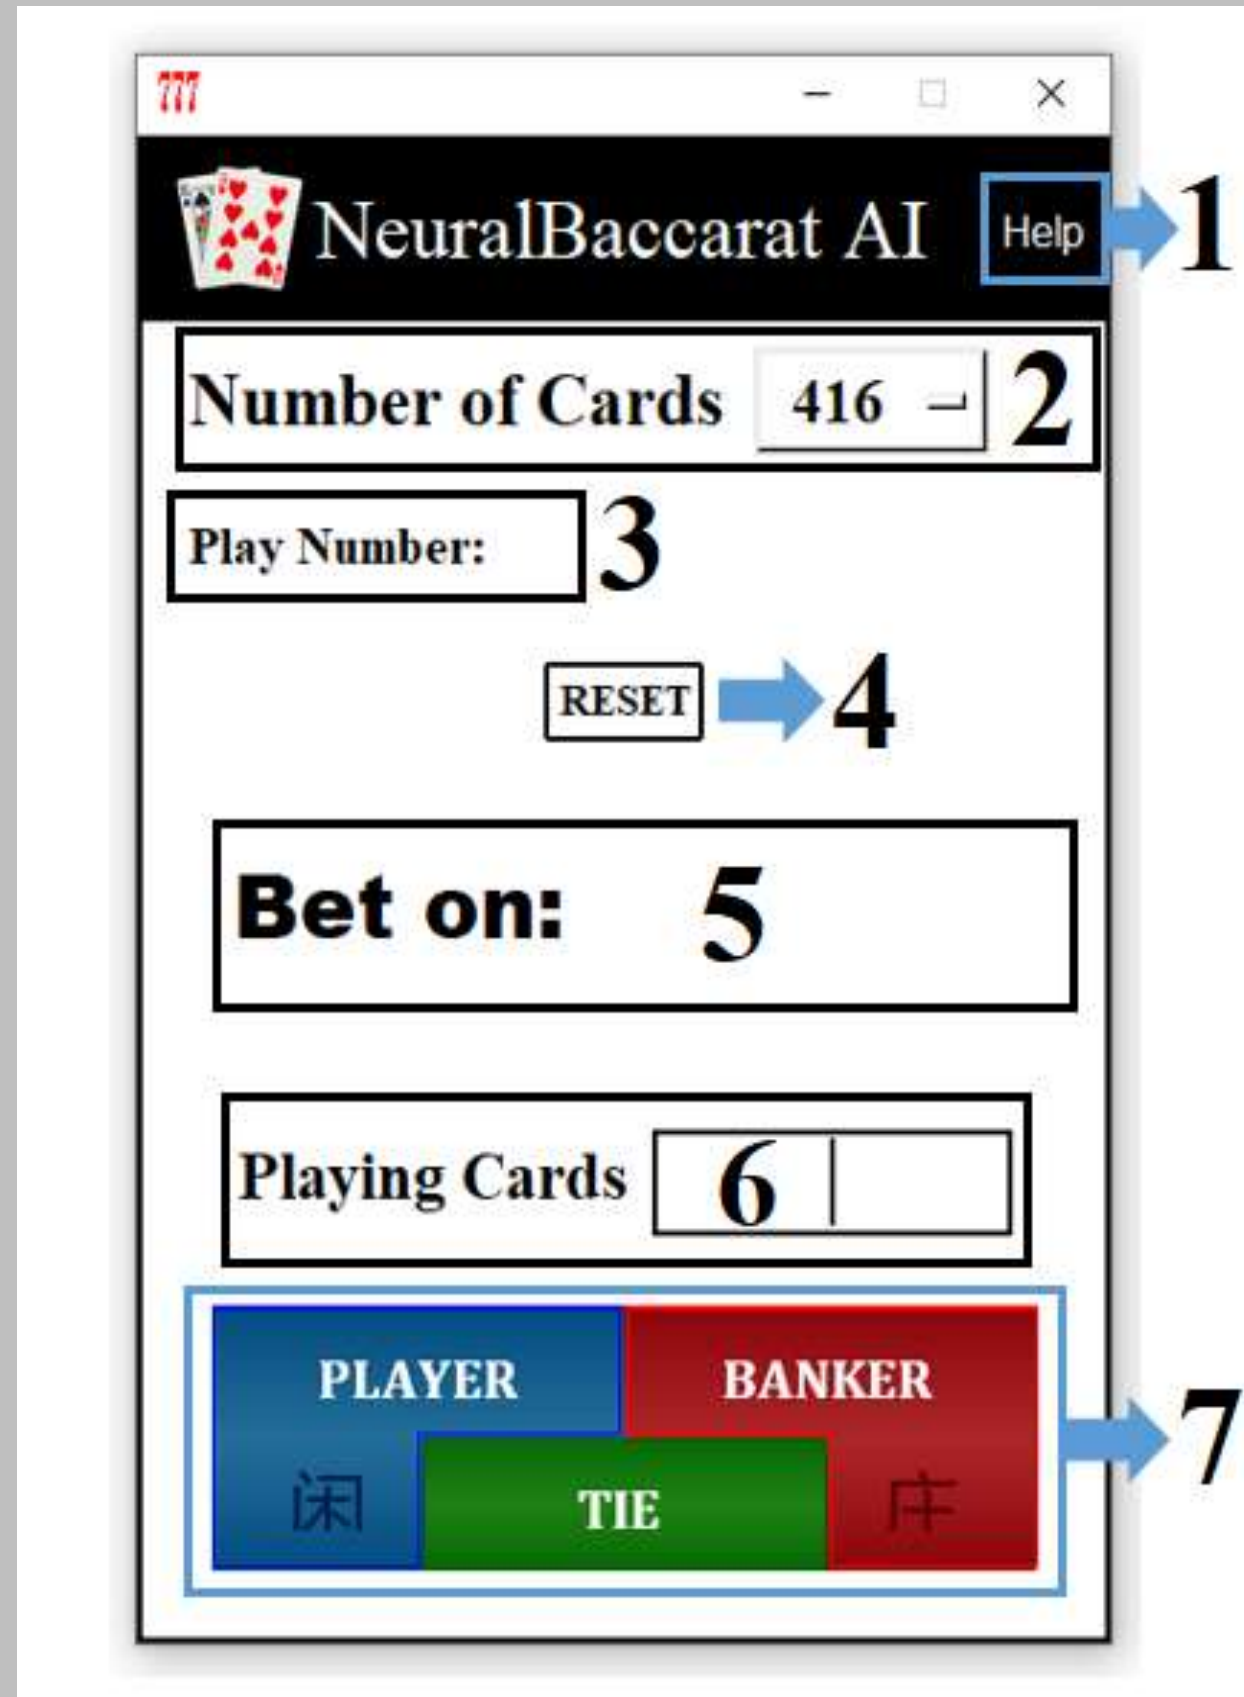 777
NeuralBaccarat AI Help 1
Number of Cards 416 2
Play Number: 3
RESET 4
Bet on: 5
Playing Cards 6
PLAYER BANKER
闲 TIE 庄
7